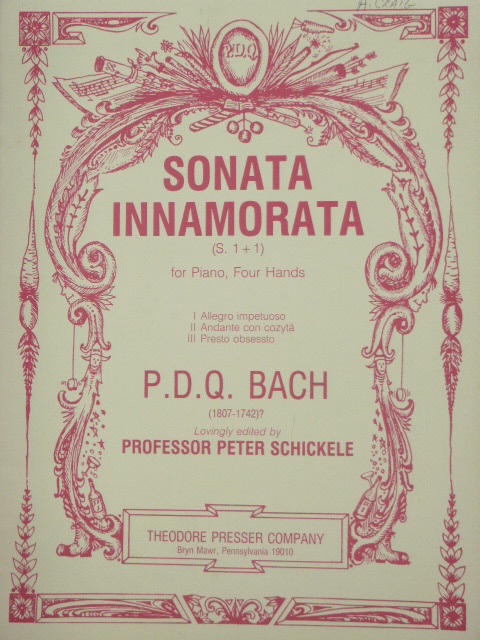 A. CRAIG
P.D.Q.
SONATA
INNAMORATA
(S. 1 + 1)
for Piano, Four Hands
I Allegro impetuoso
II Andante con cozytà
III Presto obsessto
P.D.Q. BACH
(1807-1742)?
Lovingly edited by
PROFESSOR PETER SCHICKELE
THEODORE PRESSER COMPANY
Bryn Mawr, Pennsylvania 19010